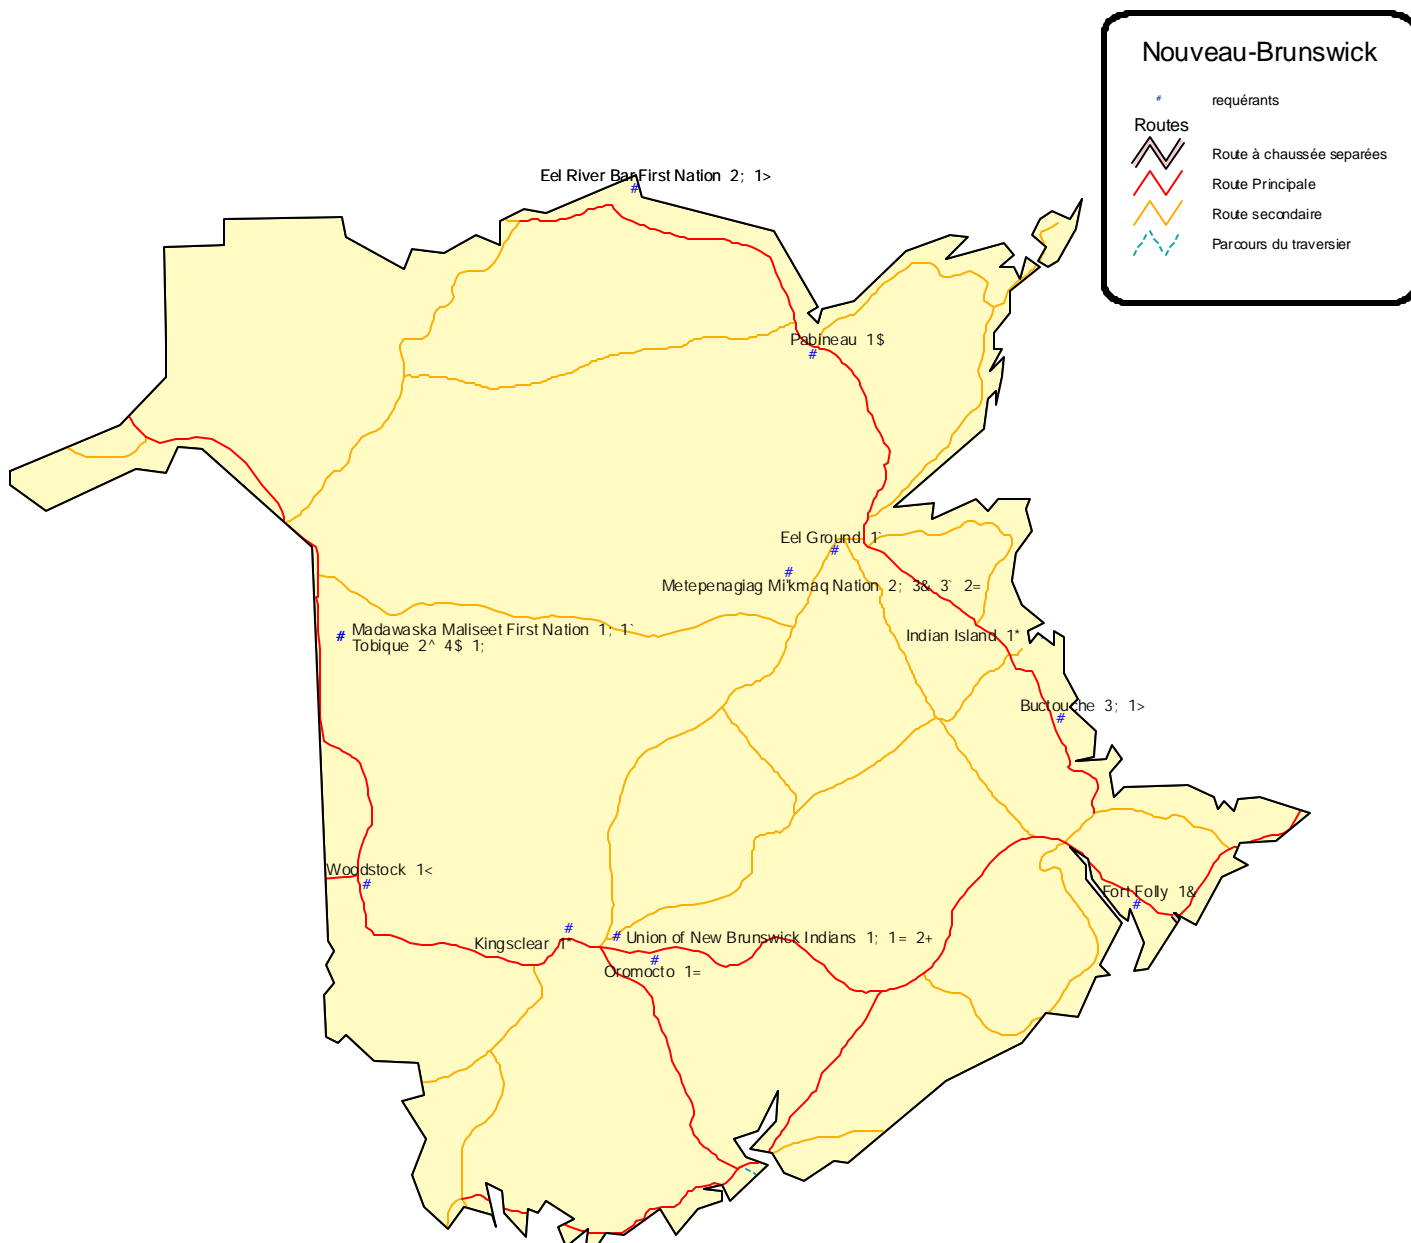 Nouveau-Brunswick
# requérants
Routes
Route à chaussée separées
Route Principale
Route secondaire
Parcours du traversier
Eel River Bar First Nation 2; 1>
#
Pabineau 1$
#
Eel Ground 1`
#
#
Metepenagiag Mi'kmaq Nation 2; 3& 3` 2=
# Madawaska Maliseet First Nation 1; 1`
Tobique 2^ 4$ 1;
Indian Island 1*
Buctouche 3; 1>
#
Woodstock 1<
#
Fort Folly 1&
#
#
Kingsclear 1*
# Union of New Brunswick Indians 1; 1= 2+
#
Oromocto 1=